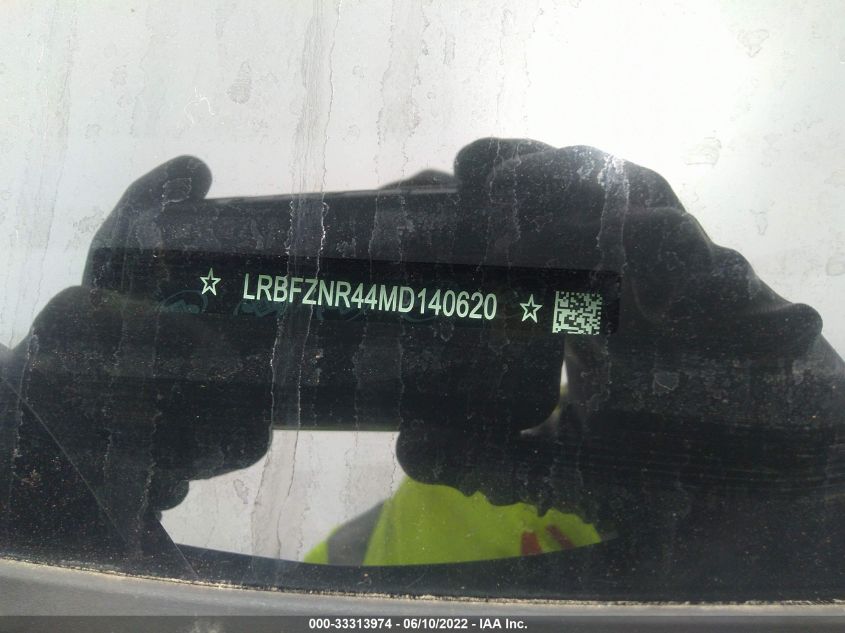 ☆ LRBFZNR44MD140620 ☆
000-33313974 - 06/10/2022 - IAA Inc.